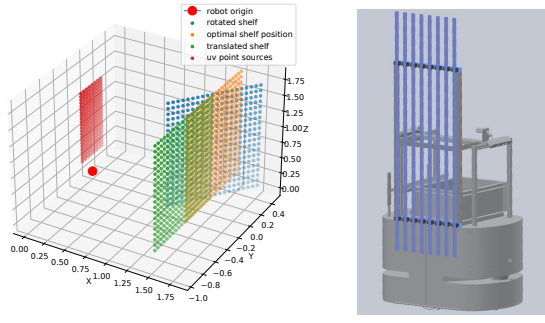 robot origin
rotated shelf
optimal shelf position
translated shelf
uv point sources
1.75
1.50
1.25
1.00 Z
0.75
0.50
0.25
0.00
0.00
0.25
0.50
0.75
1.00
1.25
1.50
1.75
X
−1.0
−0.8
−0.6
−0.4
−0.2
0.0
0.2
0.4
Y